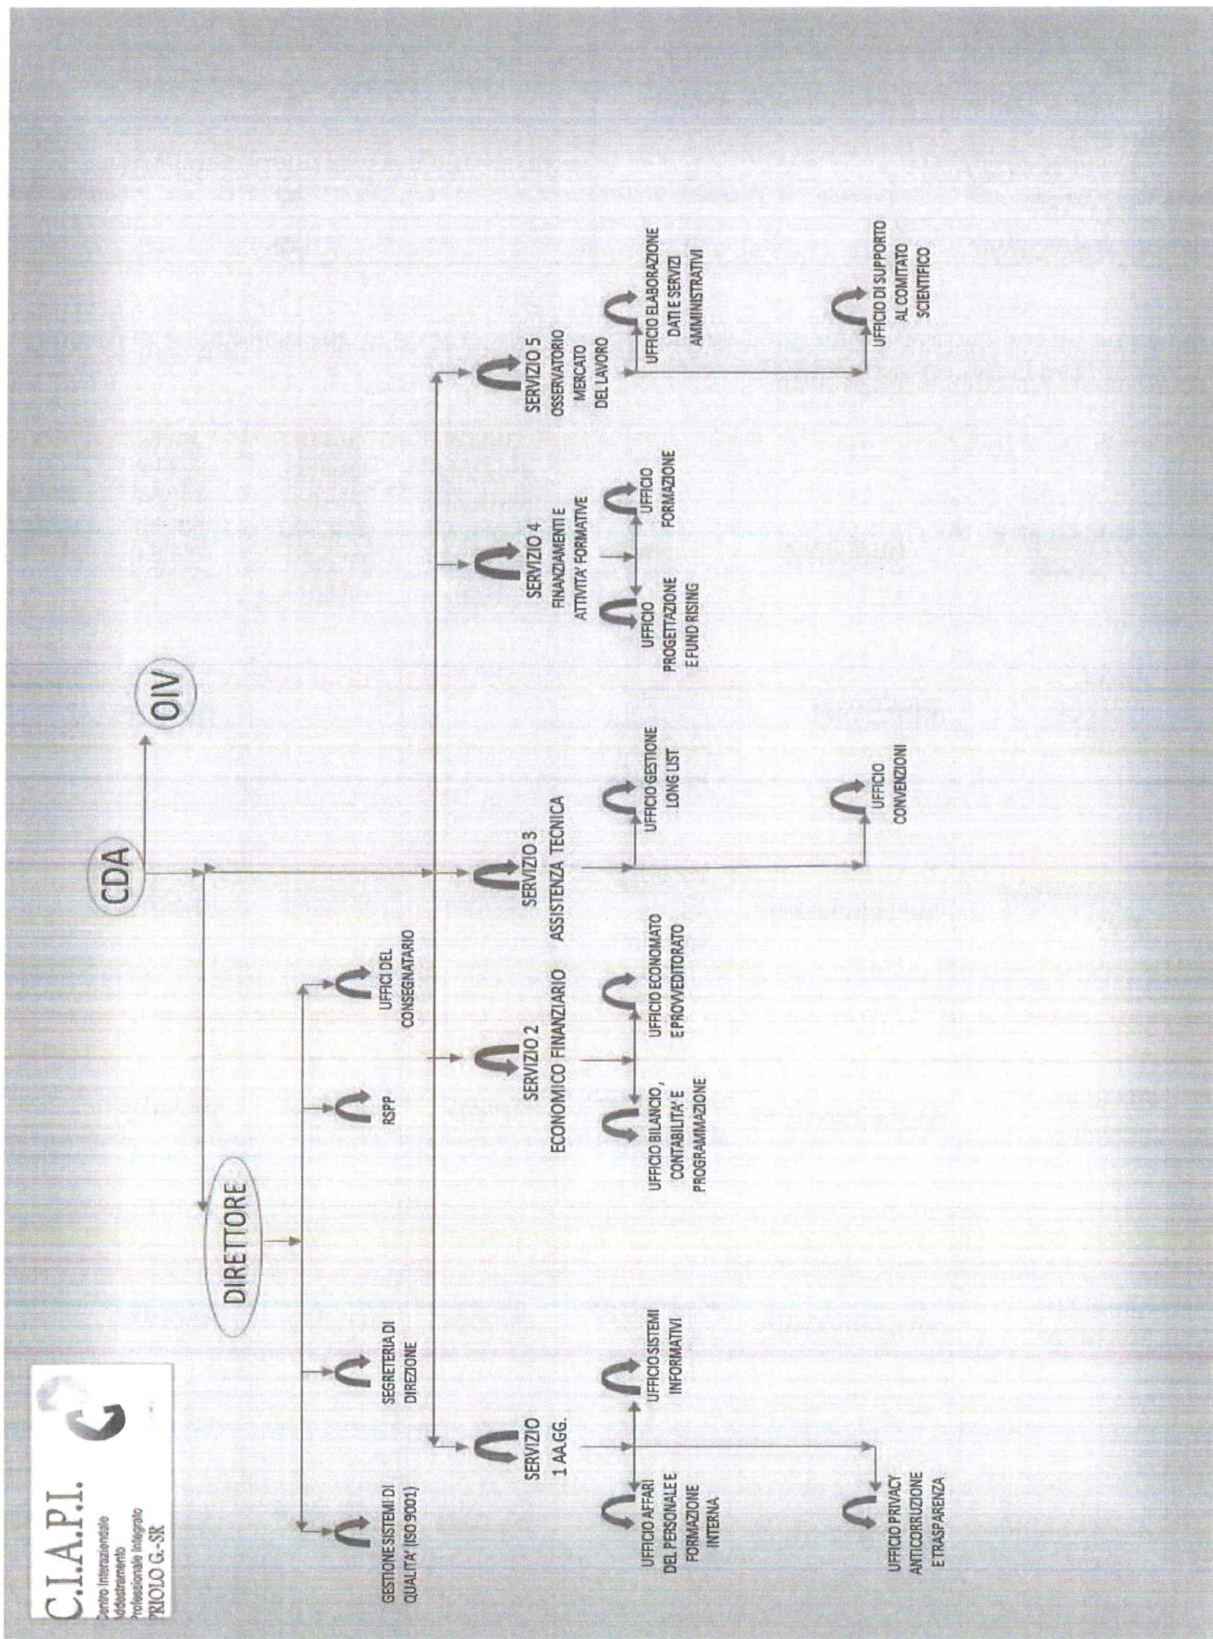 C.I.A.P.I.
Centro Interaziendale
Addestramento
Professionale Integrato
PRIOLO G.-SR
CDA
OIV
DIRETTORE
GESTIONE SISTEMI DI
QUALITA' (ISO 9001)
SEGRETERIA DI
DIREZIONE
RSPP
UFFICI DEL
CONSEGNATARIO
SERVIZIO
1 AA.GG.
SERVIZIO 2
ECONOMICO FINANZIARIO
SERVIZIO 3
ASSISTENZA TECNICA
SERVIZIO 4
FINANZIAMENTI E
ATTIVITA' FORMATIVE
SERVIZIO 5
OSSERVATORIO
MERCATO
DEL LAVORO
UFFICIO AFFARI
DEL PERSONALE E
FORMAZIONE
INTERNA
UFFICIO SISTEMI
INFORMATIVI
UFFICIO BILANCIO,
CONTABILITA' E
PROGRAMMAZIONE
UFFICIO ECONOMATO
E PROVVEDITORATO
UFFICIO GESTIONE
LONG LIST
UFFICIO
PROGETTAZIONE
E FUND RISING
UFFICIO
FORMAZIONE
UFFICIO ELABORAZIONE
DATI E SERVIZI
AMMINISTRATIVI
UFFICIO PRIVACY
ANTICORRUZIONE
E TRASPARENZA
UFFICIO
CONVENZIONI
UFFICIO DI SUPPORTO
AL COMITATO
SCIENTIFICO